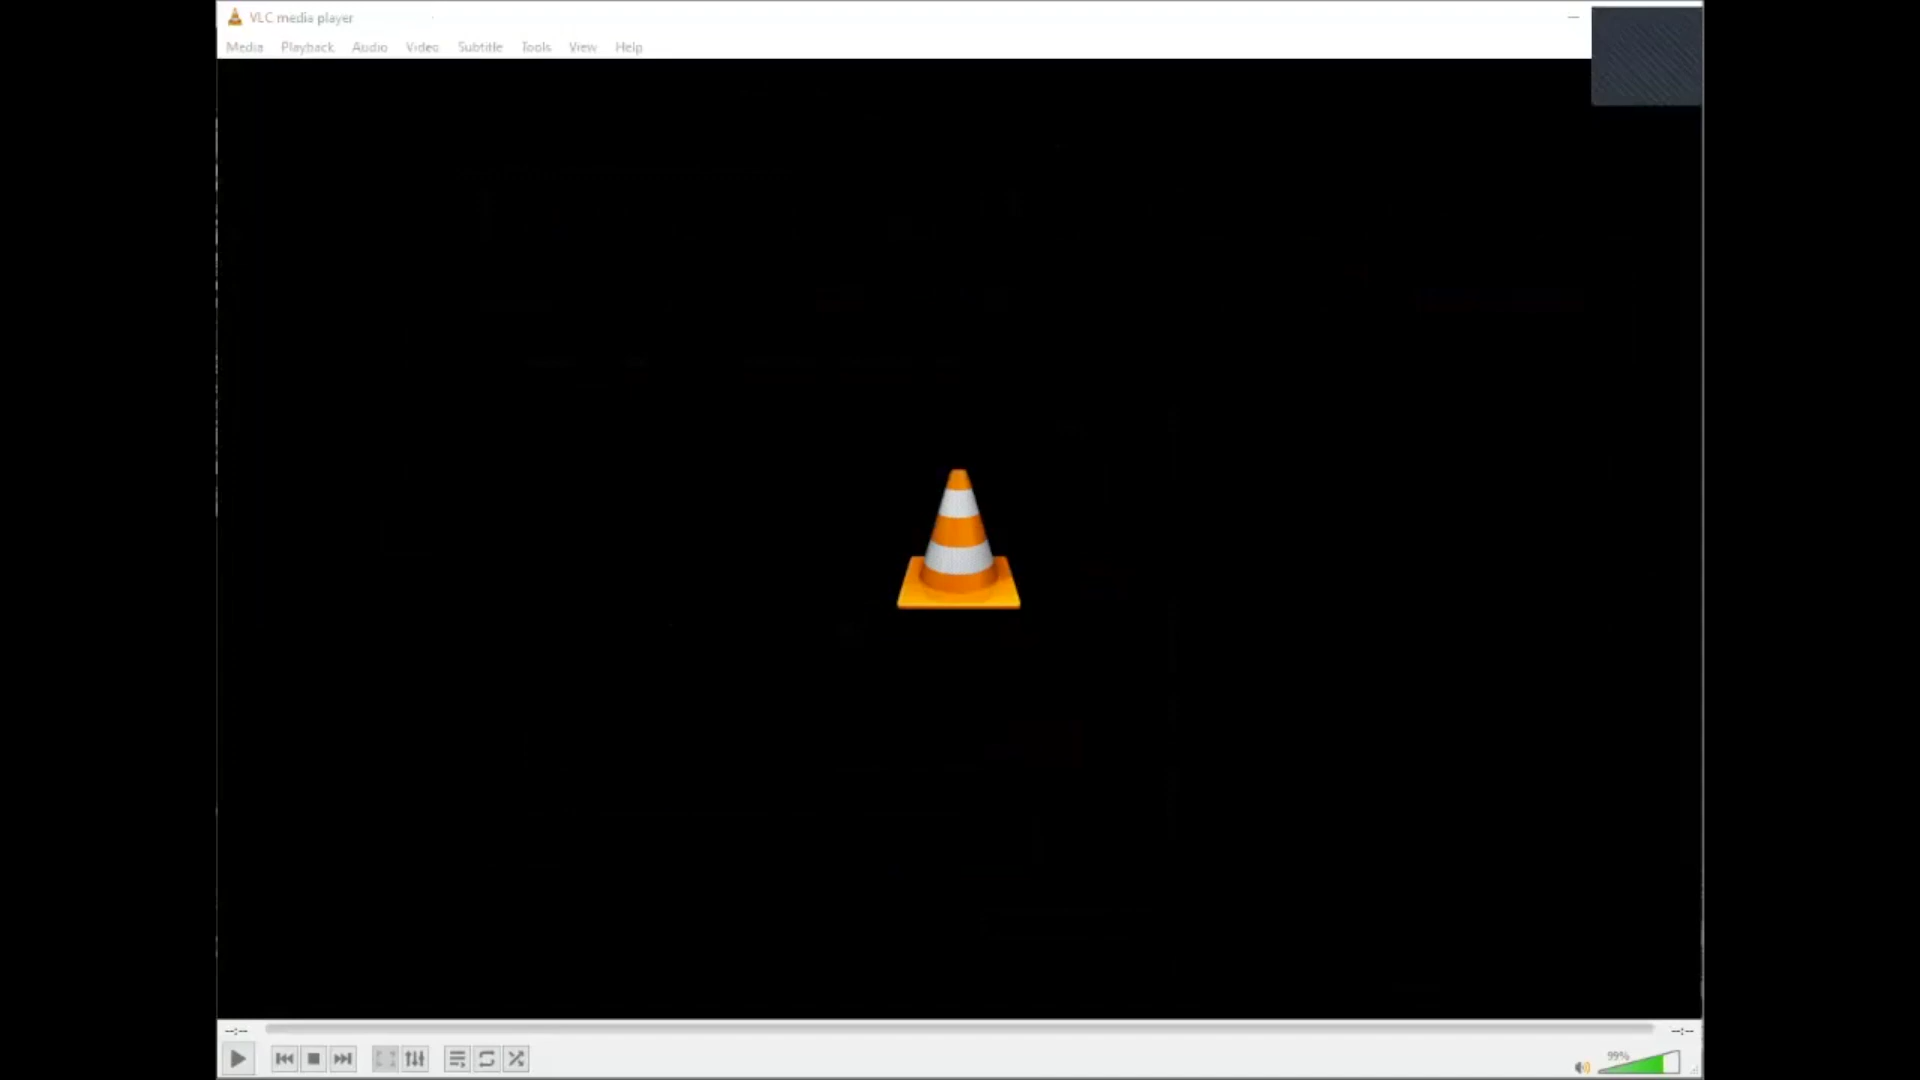 VLC media player
Media Playback Audio Video Subtitle Tools View Help
--:-- --:--
99%